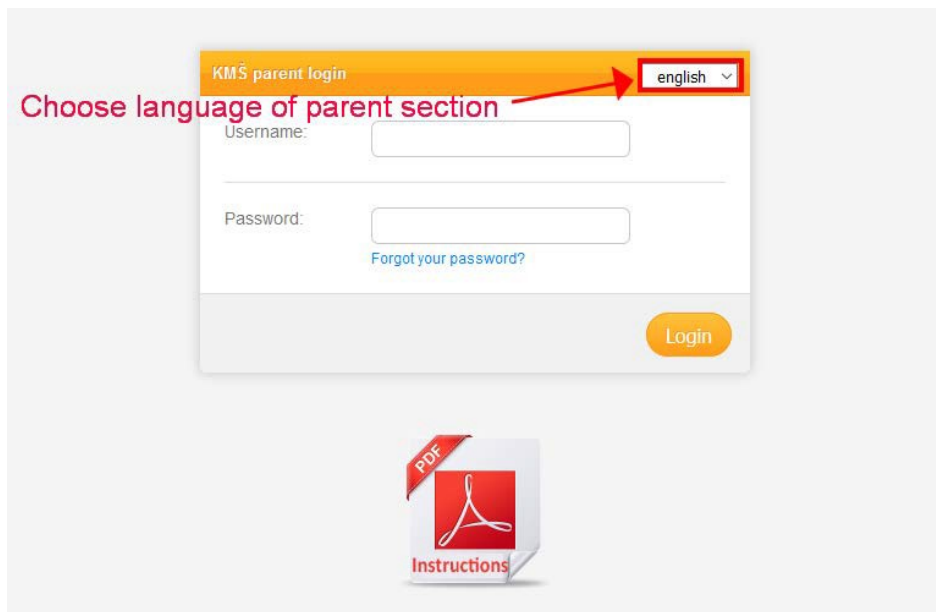 KMŠ parent login
english
Choose language of parent section
Username:
Password:
Forgot your password?
Login
PDF
Instructions